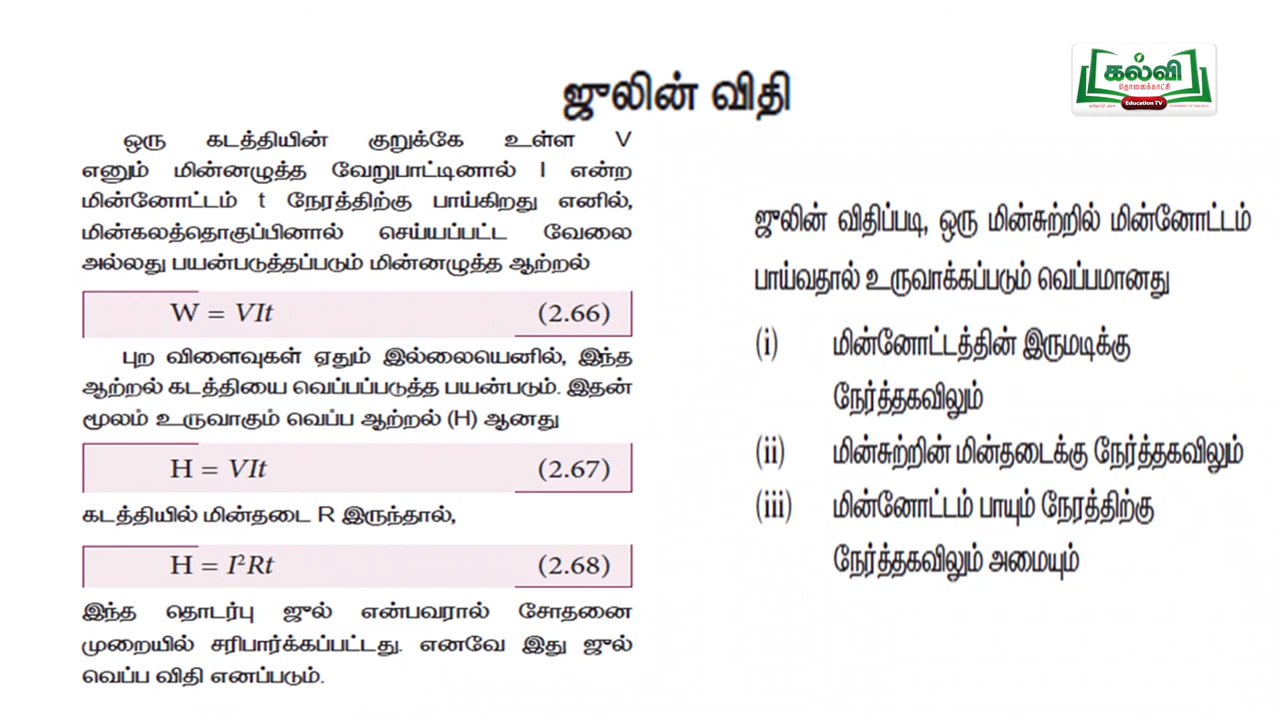 கல்வி
தொலைக்காட்சி
Education TV
ஜுலின் விதி
ஒரு கடத்தியின் குறுக்கே உள்ள V
எனும் மின்னழுத்த வேறுபாட்டினால் I என்ற
மின்னோட்டம் t நேரத்திற்கு பாய்கிறது எனில்,
மின்கலத்தொகுப்பினால் செய்யப்பட்ட வேலை
அல்லது பயன்படுத்தப்படும் மின்னழுத்த ஆற்றல்
W = VIt (2.66)
புற விளைவுகள் ஏதும் இல்லையெனில், இந்த
ஆற்றல் கடத்தியை வெப்பப்படுத்த பயன்படும். இதன்
மூலம் உருவாகும் வெப்ப ஆற்றல் (H) ஆனது
H = VIt (2.67)
கடத்தியில் மின்தடை R இருந்தால்,
H = I²Rt (2.68)
இந்த தொடர்பு ஜுல் என்பவரால் சோதனை
முறையில் சரிபார்க்கப்பட்டது. எனவே இது ஜுல்
வெப்ப விதி எனப்படும்.
ஜுலின் விதிப்படி, ஒரு மின்சுற்றில் மின்னோட்டம்
பாய்வதால் உருவாக்கப்படும் வெப்பமானது
(i) மின்னோட்டத்தின் இருமடிக்கு
நேர்த்தகவிலும்
(ii) மின்சுற்றின் மின்தடைக்கு நேர்த்தகவிலும்
(iii) மின்னோட்டம் பாயும் நேரத்திற்கு
நேர்த்தகவிலும் அமையும்